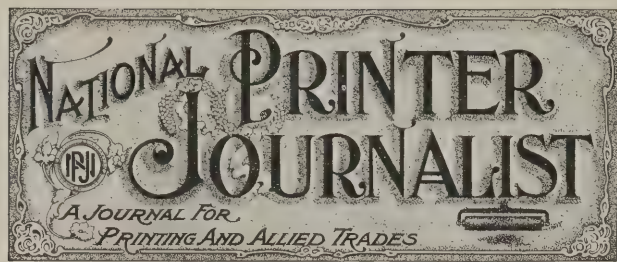 NATIONAL PRINTER
JOURNALIST
NPJ
A JOURNAL FOR
PRINTING AND ALLIED TRADES